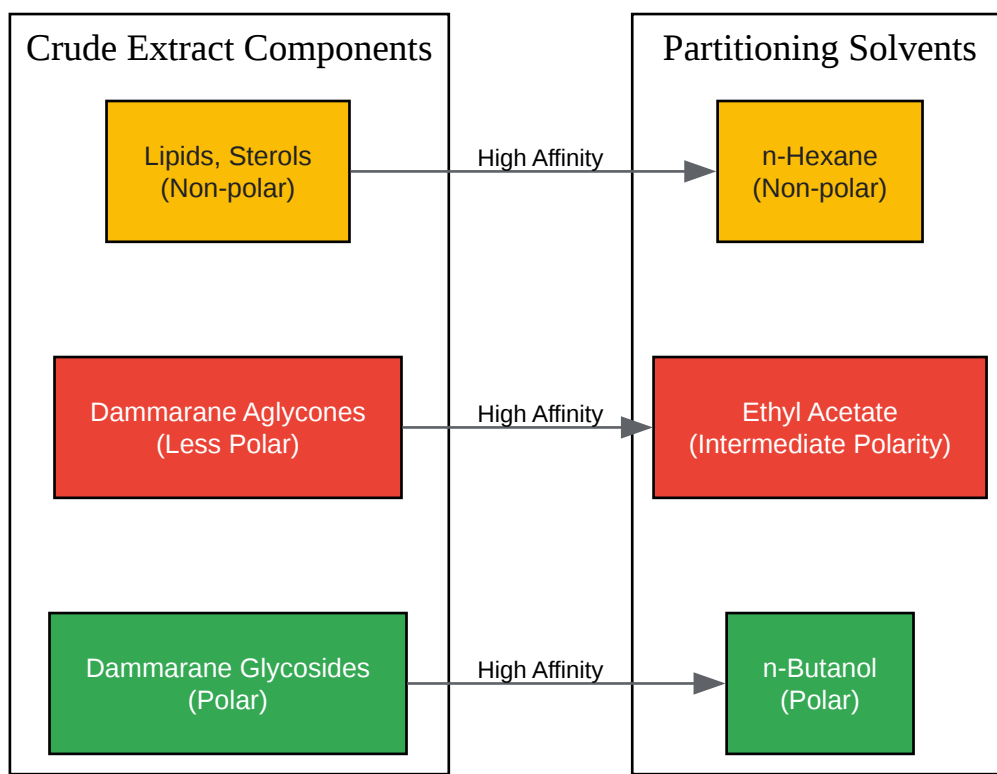 Crude Extract Components
Partitioning Solvents
Lipids, Sterols
(Non-polar)
High Affinity
n-Hexane
(Non-polar)
Dammarane Aglycones
(Less Polar)
High Affinity
Ethyl Acetate
(Intermediate Polarity)
Dammarane Glycosides
(Polar)
High Affinity
n-Butanol
(Polar)